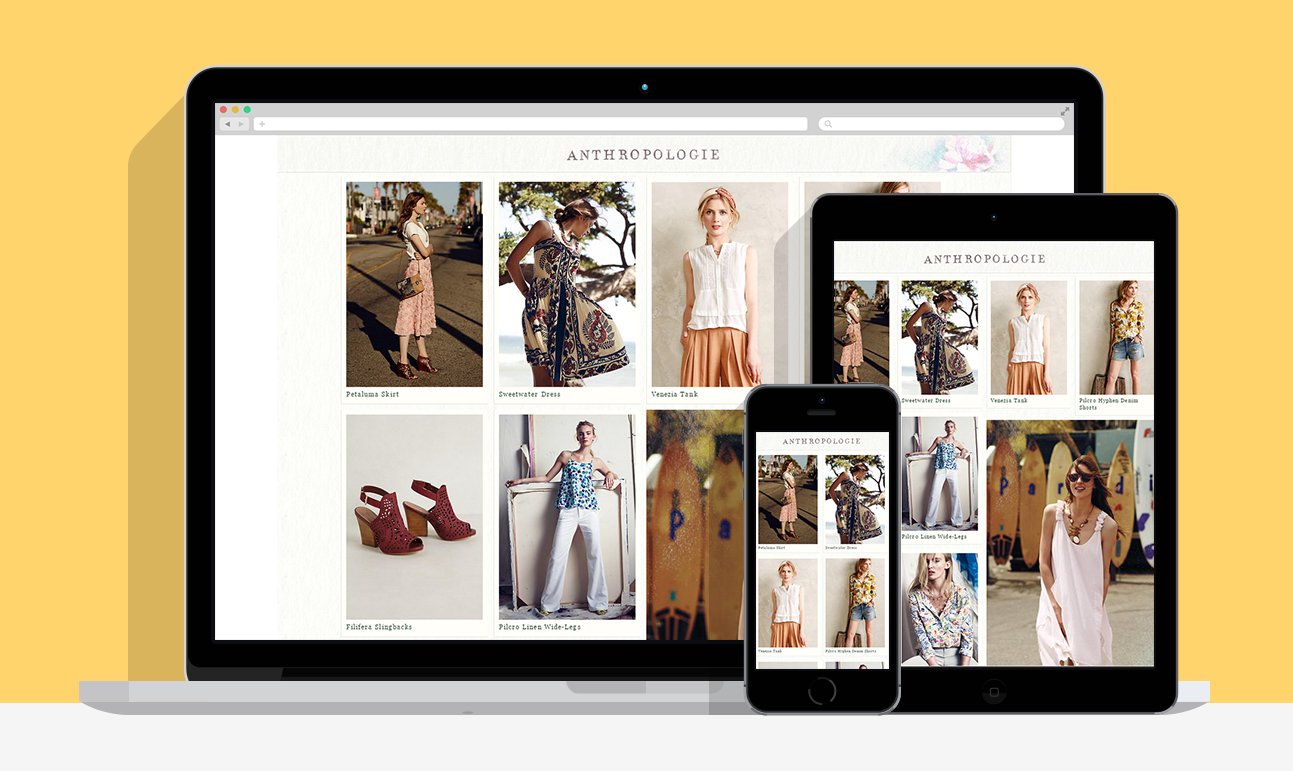 ANTHROPOLOGIE
Petaluma Skirt
Sweetwater Dress
Venezia Tank
Filifera Slingbacks
Pilcro Linen Wide-Legs
p a
ANTHROPOLOGIE
Sweetwater Dress
Venezia Tank
Pilcro Hyphen Denim
Shorts
Pilcro Linen Wide-Legs
p a r d i
ANTHROPOLOGIE
Petaluma Skirt
Sweetwater Dress
Venezia Tank
Pilcro Hyphen Denim Shorts